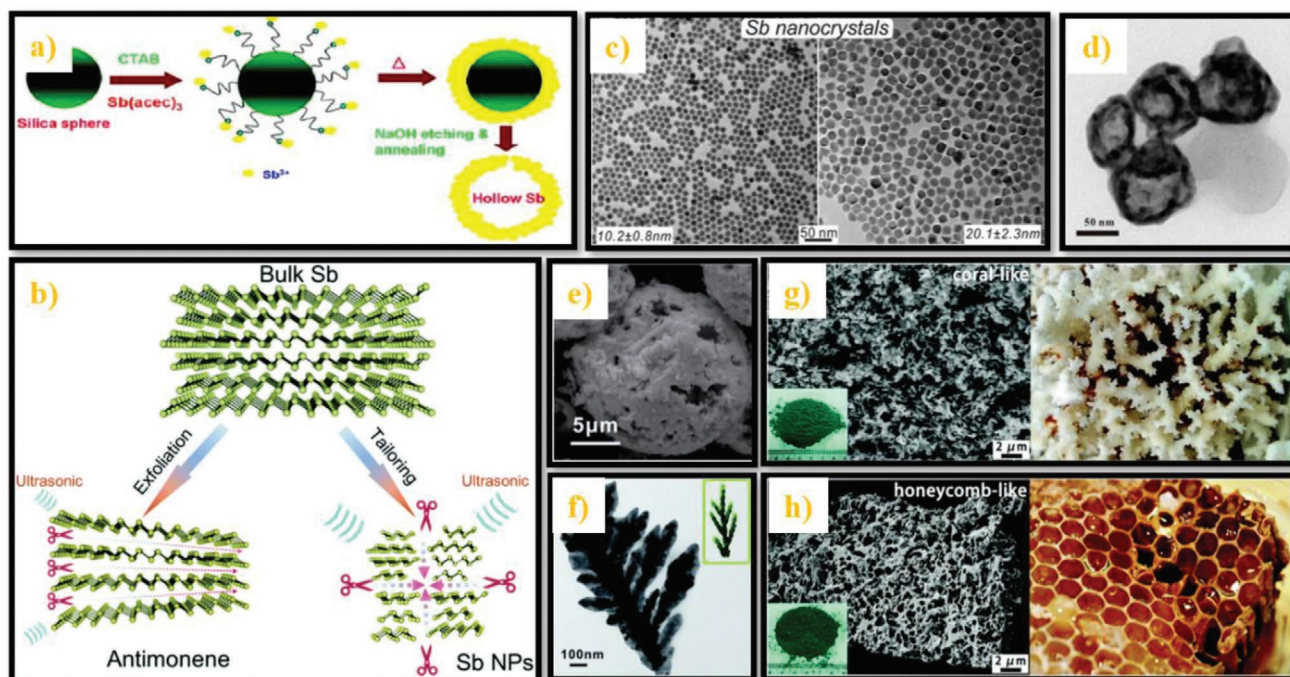 a)
CTAB
Sb(acec)₃
Silica sphere
Sb³⁺
△
NaOH etching &
annealing
Hollow Sb
c)
Sb nanocrystals
10.2±0.8nm
50 nm
20.1±2.3nm
d)
50 nm
b)
Bulk Sb
Exfoliation
Tailoring
Ultrasonic
Ultrasonic
Antimonene
Sb NPs
e)
5μm
f)
100nm
g)
coral-like
2 μm
h)
honeycomb-like
2 μm